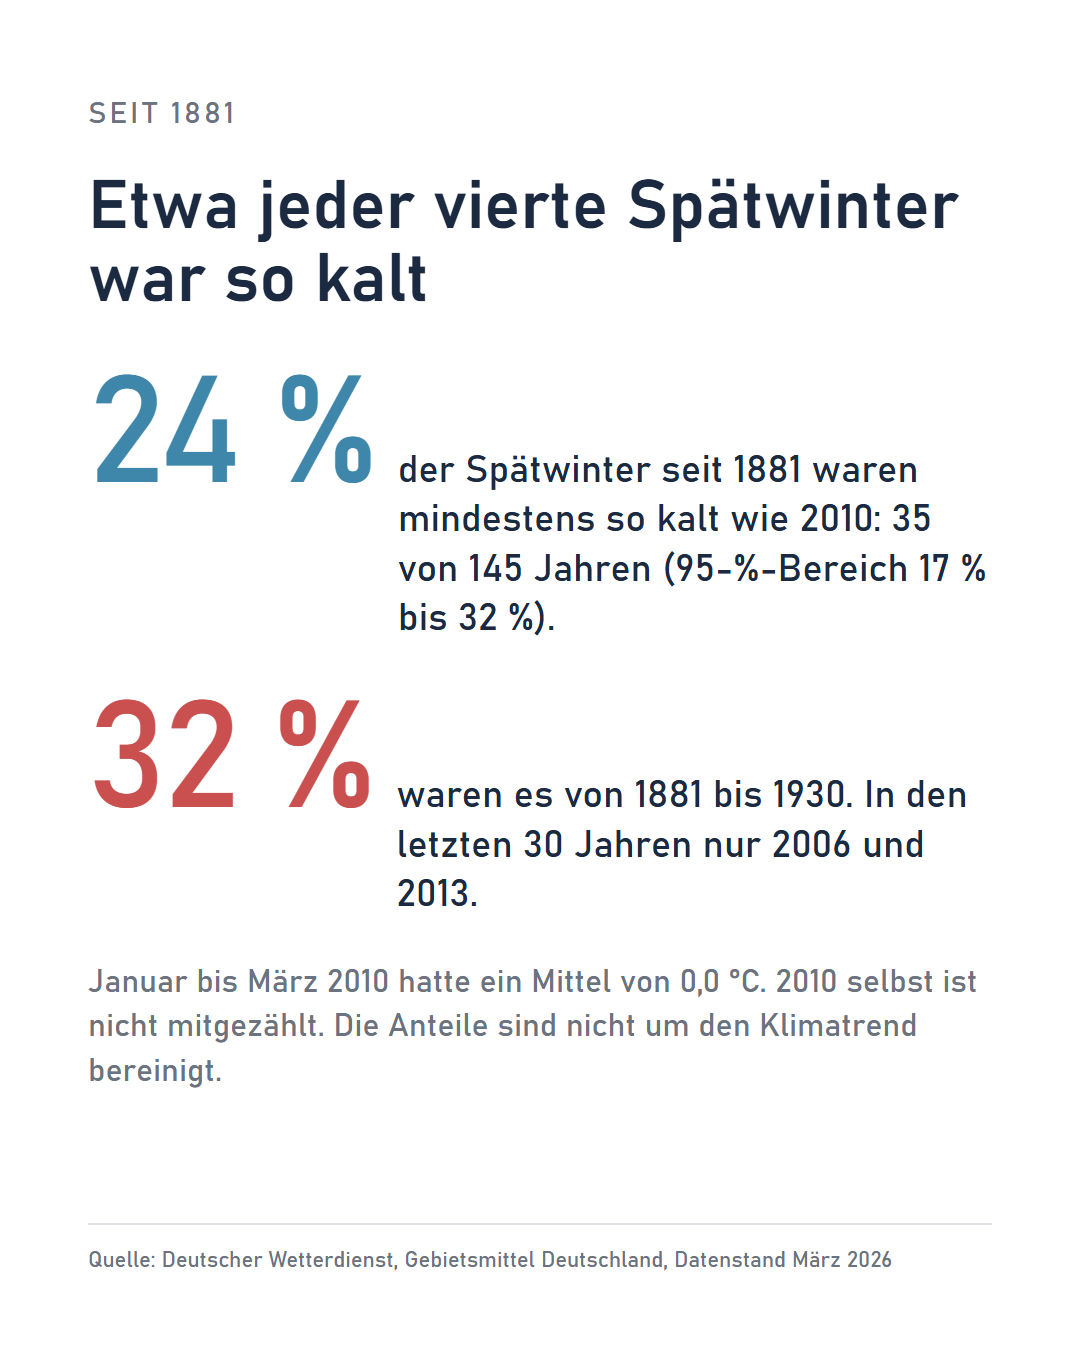 SEIT 1881
Etwa jeder vierte Spätwinter
war so kalt
24 %
der Spätwinter seit 1881 waren
mindestens so kalt wie 2010: 35
von 145 Jahren (95-%-Bereich 17 %
bis 32 %).
32 %
waren es von 1881 bis 1930. In den
letzten 30 Jahren nur 2006 und
2013.
Januar bis März 2010 hatte ein Mittel von 0,0 °C. 2010 selbst ist
nicht mitgezählt. Die Anteile sind nicht um den Klimatrend
bereinigt.
Quelle: Deutscher Wetterdienst, Gebietsmittel Deutschland, Datenstand März 2026